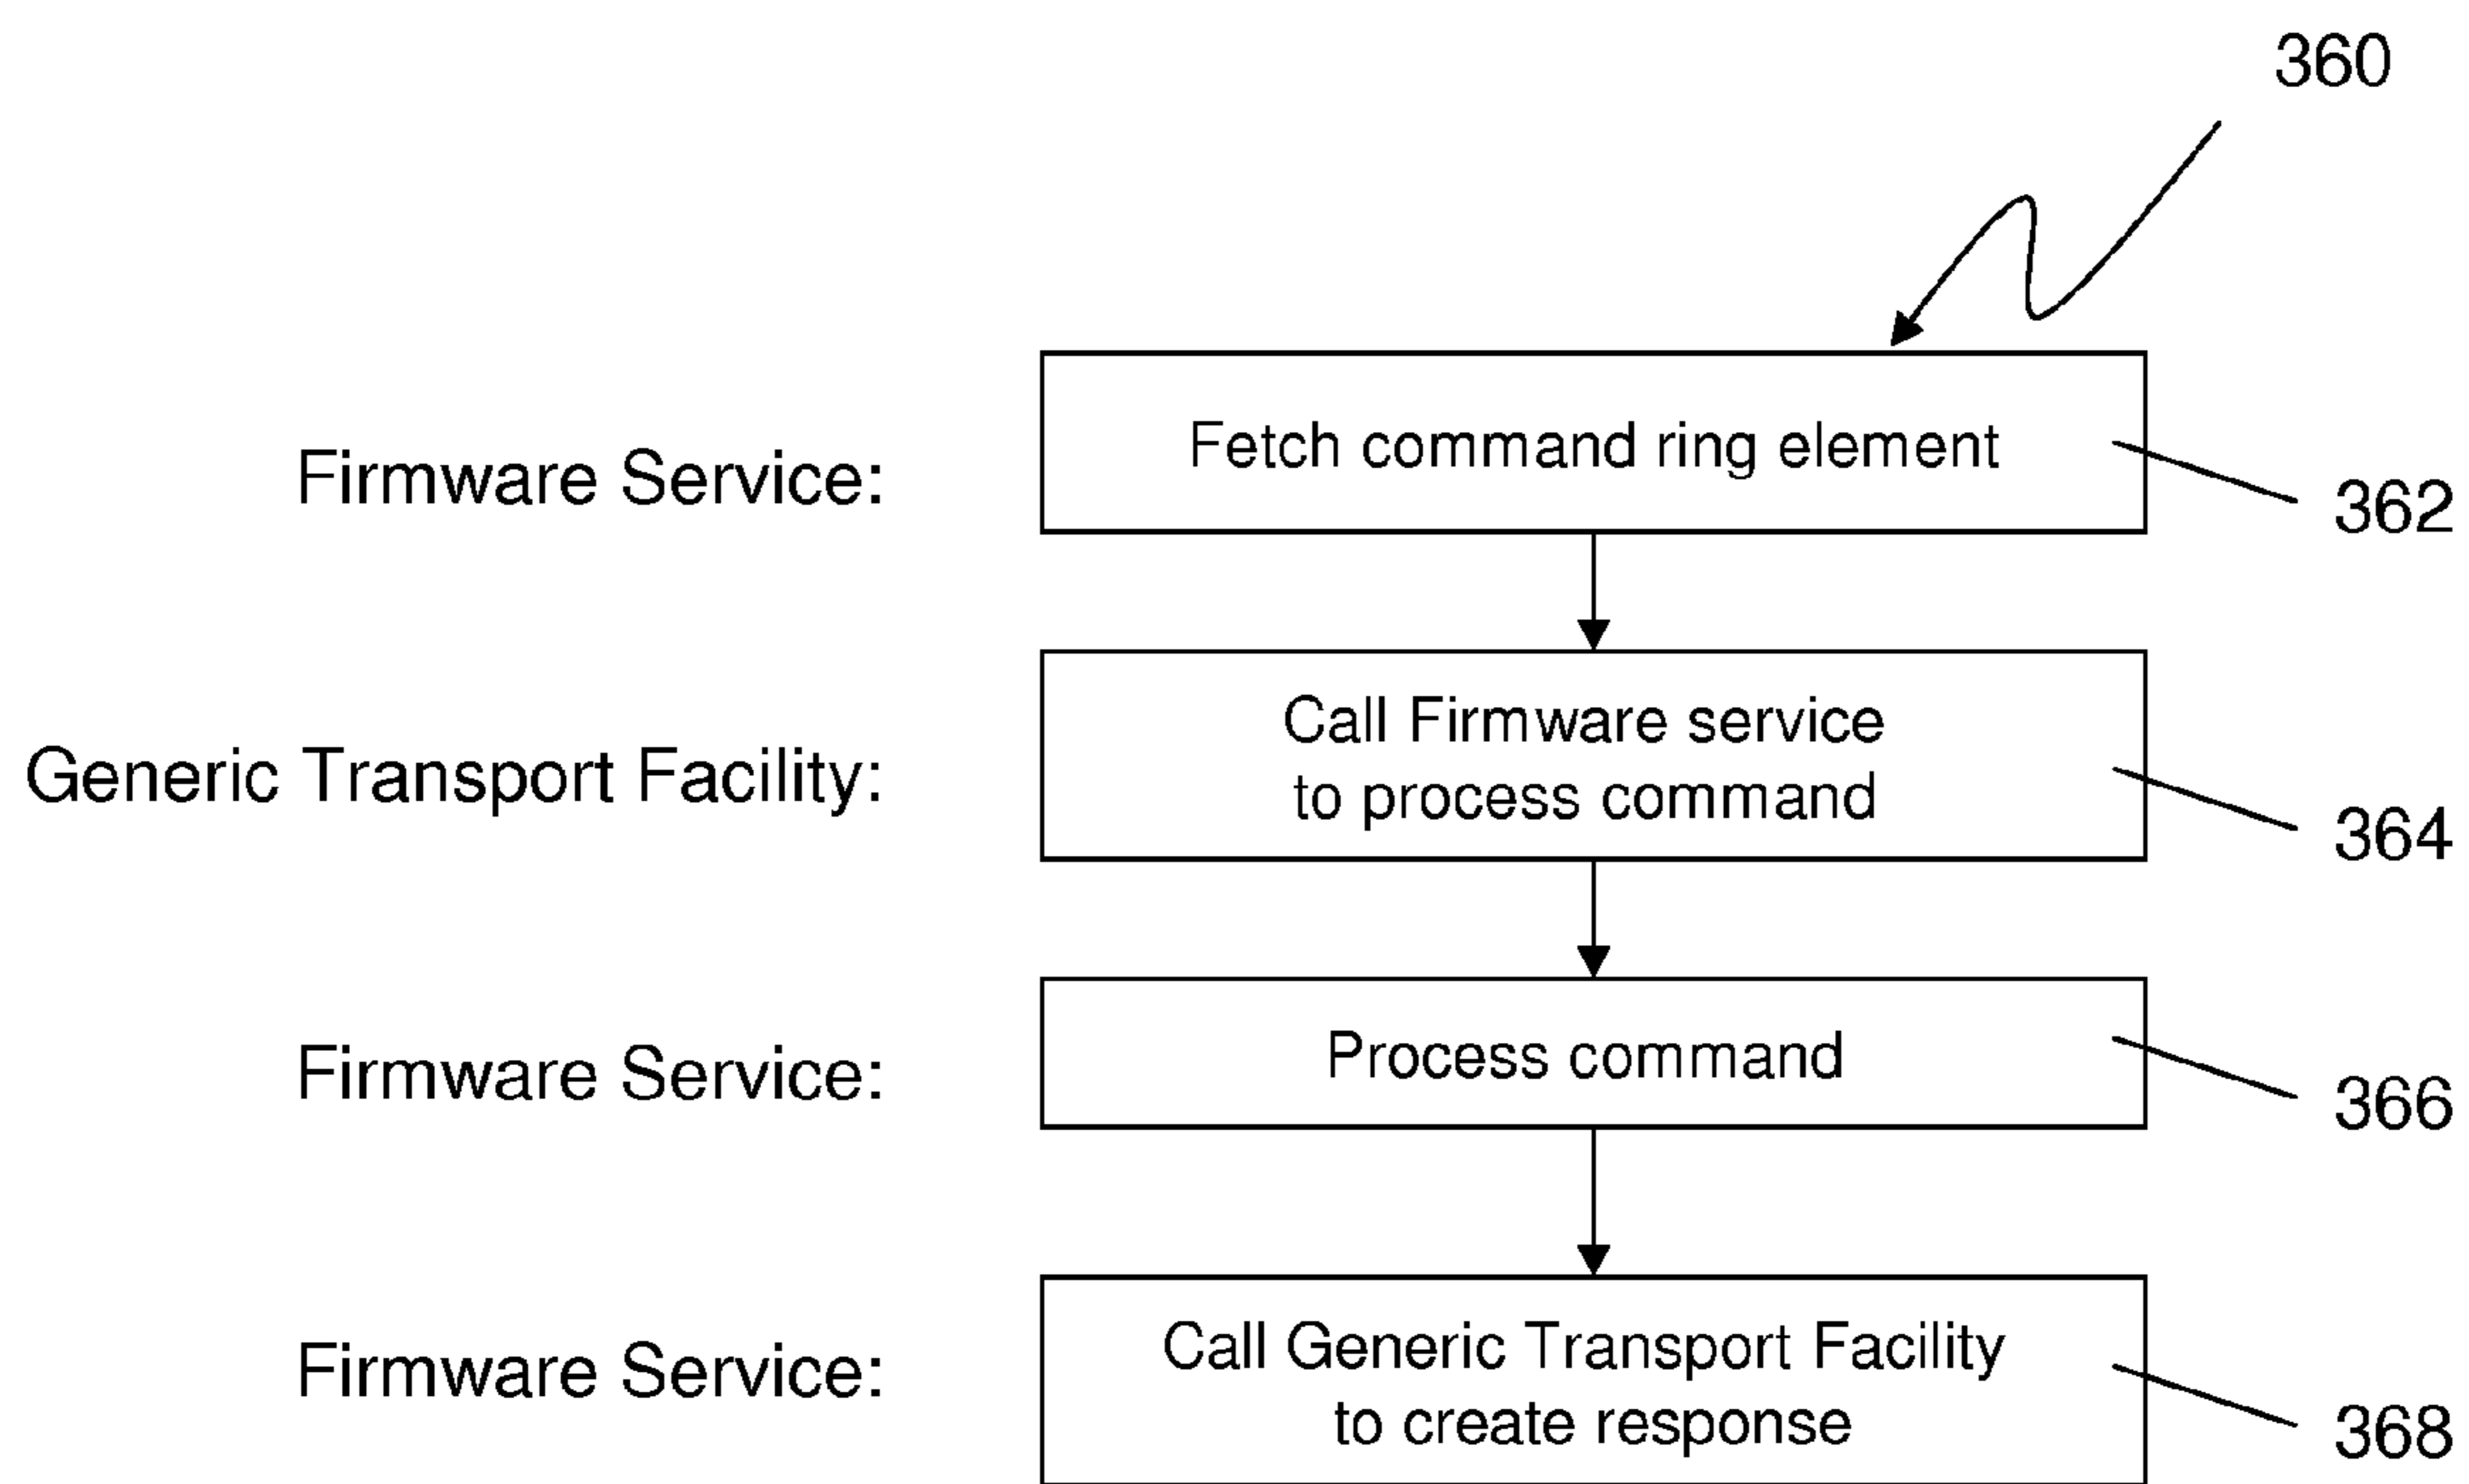 360
Firmware Service:
Fetch command ring element
362
Generic Transport Facility:
Call Firmware service
to process command
364
Firmware Service:
Process command
366
Firmware Service:
Call Generic Transport Facility
to create response
368